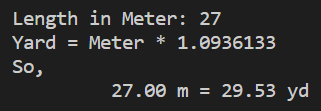 Length in Meter: 27
Yard = Meter * 1.0936133
So,
27.00 m = 29.53 yd